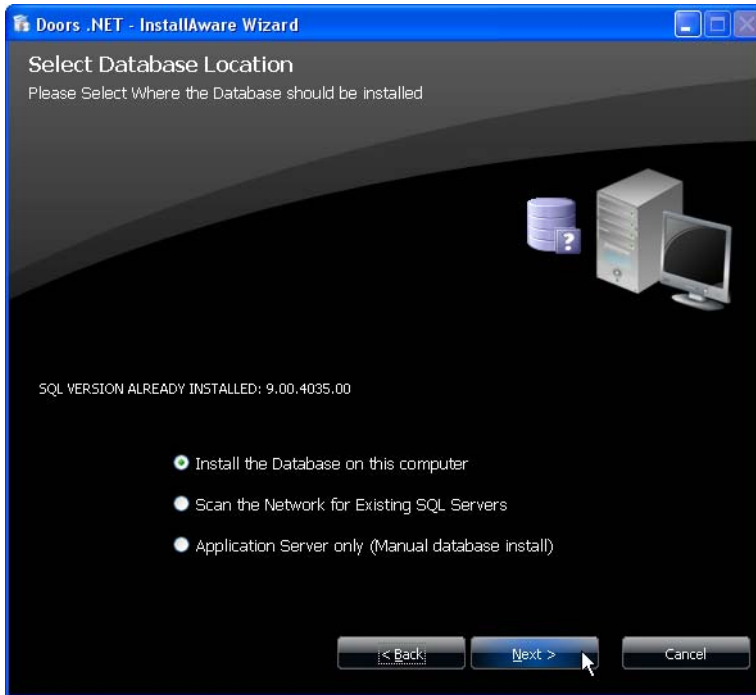 Doors .NET - InstallAware Wizard
Select Database Location
Please Select Where the Database should be installed
?
SQL VERSION ALREADY INSTALLED: 9.00.4035.00
Install the Database on this computer
Scan the Network for Existing SQL Servers
Application Server only (Manual database install)
< Back Next > Cancel